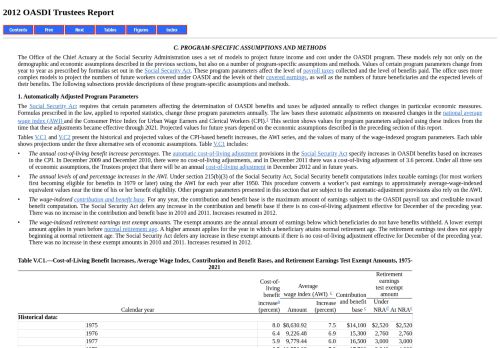 2012 OASDI Trustees Report
Contents Prev Next Tables Figures Index
C. PROGRAM-SPECIFIC ASSUMPTIONS AND METHODS
The Office of the Chief Actuary at the Social Security Administration uses a set of models to project future income and cost under the OASDI program. These models rely not only on the
demographic and economic assumptions described in the previous sections, but also on a number of program-specific assumptions and methods. Values of certain program parameters change from
year to year as prescribed by formulas set out in the Social Security Act. These program parameters affect the level of payroll taxes collected and the level of benefits paid. The office uses more
complex models to project the numbers of future workers covered under OASDI and the levels of their covered earnings, as well as the numbers of future beneficiaries and the expected levels of
their benefits. The following subsections provide descriptions of these program-specific assumptions and methods.
1. Automatically Adjusted Program Parameters
The Social Security Act requires that certain parameters affecting the determination of OASDI benefits and taxes be adjusted annually to reflect changes in particular economic measures.
Formulas prescribed in the law, applied to reported statistics, change these program parameters annually. The law bases these automatic adjustments on measured changes in the national average
wage index (AWI) and the Consumer Price Index for Urban Wage Earners and Clerical Workers (CPI). This section shows values for program parameters adjusted using these indices from the
time that these adjustments became effective through 2021. Projected values for future years depend on the economic assumptions described in the preceding section of this report.
Tables V.C1 and V.C2 present the historical and projected values of the CPI-based benefit increases, the AWI series, and the values of many of the wage-indexed program parameters. Each table
shows projections under the three alternative sets of economic assumptions. Table V.C1 includes:
• The annual cost-of-living benefit increase percentages. The automatic cost-of-living adjustment provisions in the Social Security Act specify increases in OASDI benefits based on increases
in the CPI. In December 2009 and December 2010, there were no cost-of-living adjustments, and in December 2011 there was a cost-of-living adjustment of 3.6 percent. Under all three sets
of economic assumptions, the Trustees project that there will be an annual cost-of-living adjustment in December 2012 and in future years.
• The annual levels of and percentage increases in the AWI. Under section 215(b)(3) of the Social Security Act, Social Security benefit computations index taxable earnings (for most workers
first becoming eligible for benefits in 1979 or later) using the AWI for each year after 1950. This procedure converts a worker's past earnings to approximately average-wage-indexed
equivalent values near the time of his or her benefit eligibility. Other program parameters presented in this section that are subject to the automatic-adjustment provisions also rely on the AWI.
• The wage-indexed contribution and benefit base. For any year, the contribution and benefit base is the maximum amount of earnings subject to the OASDI payroll tax and creditable toward
benefit computation. The Social Security Act defers any increase in the contribution and benefit base if there is no cost-of-living adjustment effective for December of the preceding year.
There was no increase in the contribution and benefit base in 2010 and 2011. Increases resumed in 2012.
• The wage-indexed retirement earnings test exempt amounts. The exempt amounts are the annual amount of earnings below which beneficiaries do not have benefits withheld. A lower exempt
amount applies in years before normal retirement age. A higher amount applies for the year in which a beneficiary attains normal retirement age. The retirement earnings test does not apply
beginning at normal retirement age. The Social Security Act defers any increase in these exempt amounts if there is no cost-of-living adjustment effective for December of the preceding year.
There was no increase in these exempt amounts in 2010 and 2011. Increases resumed in 2012.
Table V.C1.—Cost-of-Living Benefit Increases, Average Wage Index, Contribution and Benefit Bases, and Retirement Earnings Test Exempt Amounts, 1975-
2021
Calendar year
Cost-of-
living
benefit
increase
(percent)
Average
wage index (AWI)
Amount
Increase
(percent)
Contribution
and benefit
base
Retirement
earnings
test exempt
amount
Under
NRA
At NRA
Historical data:
1975 8.0 $8,630.92 7.5 $14,100 $2,520 $2,520
1976 6.4 9,226.48 6.9 15,300 2,760 2,760
1977 5.9 9,779.44 6.0 16,500 3,000 3,000